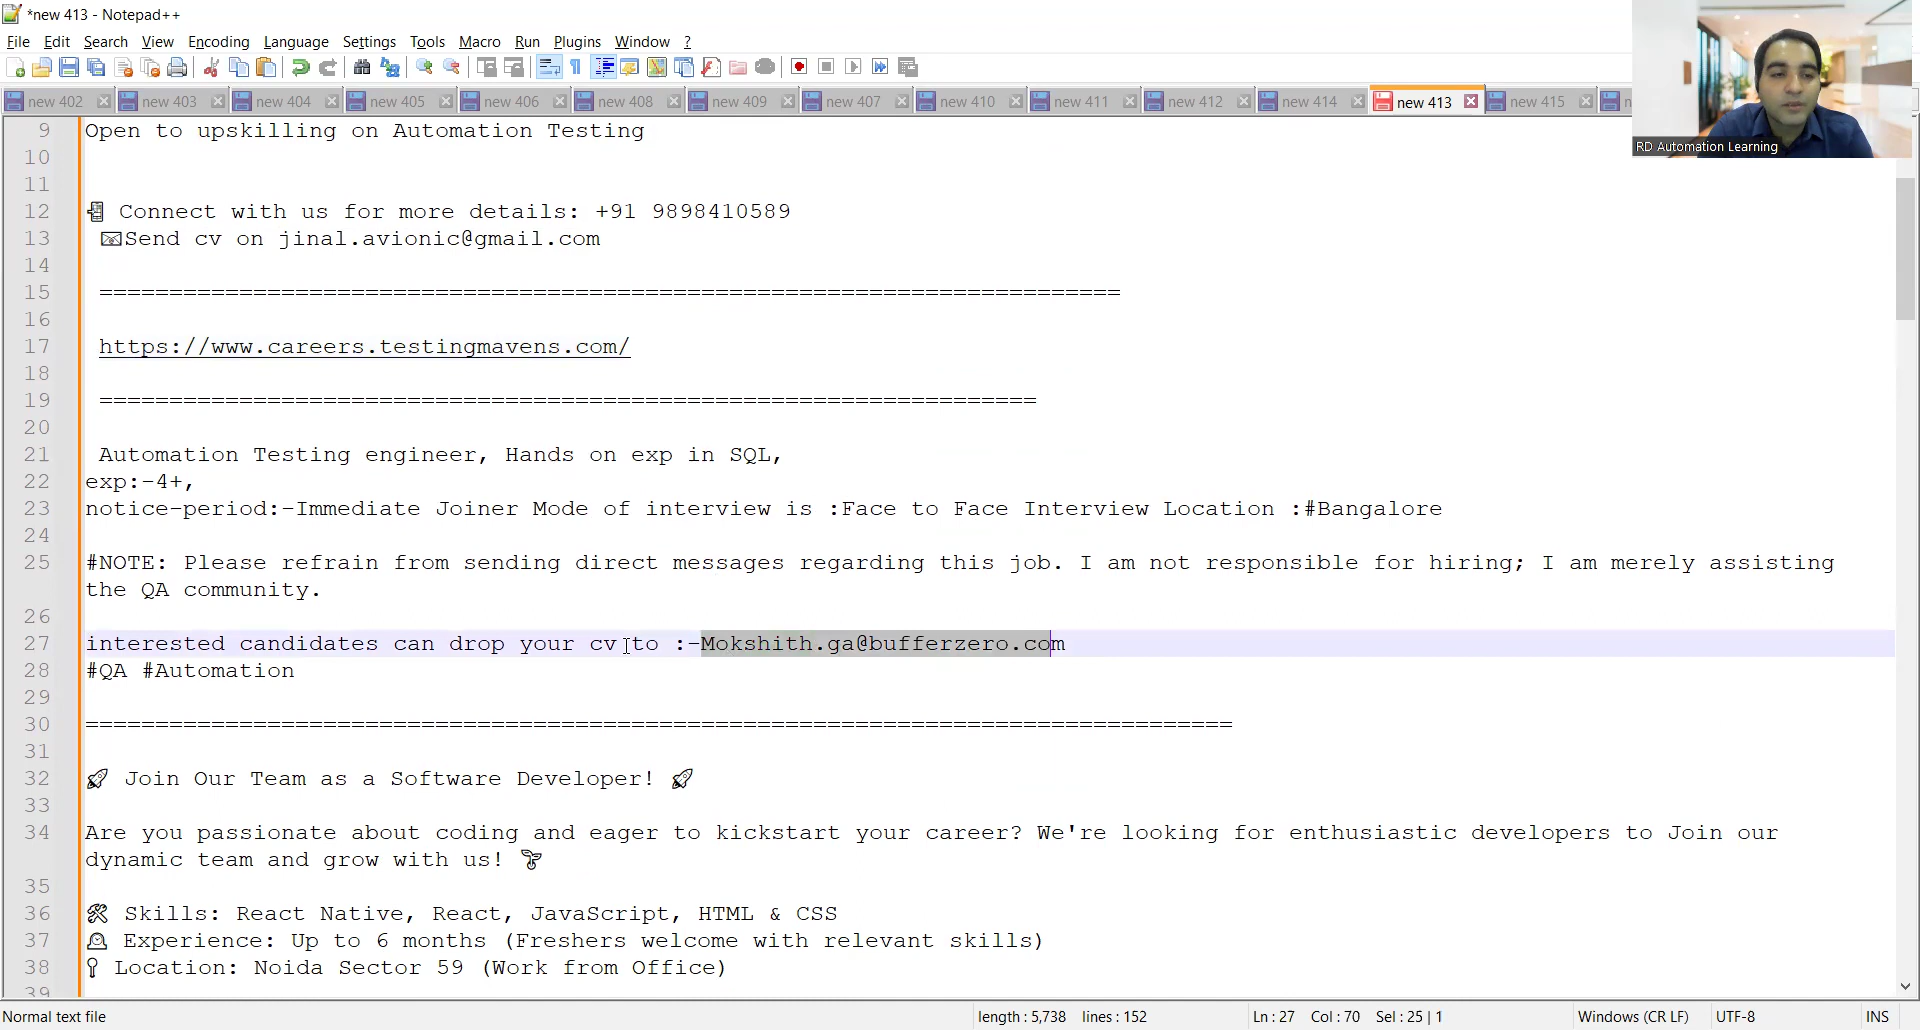 *new 413 - Notepad++
File Edit Search View Encoding Language Settings Tools Macro Run Plugins Window ?
new 402 new 403 new 404 new 405 new 406 new 408 new 409 new 407 new 410 new 411 new 412 new 414 new 413 new 415
RD Automation Learning
9 Open to upskilling on Automation Testing
10
11
12 📲 Connect with us for more details: +91 9898410589
13 ✉Send cv on jinal.avionic@gmail.com
14
15 =========================================================================
16
17 https://www.careers.testingmavens.com/
18
19 ===================================================================
20
21 Automation Testing engineer, Hands on exp in SQL,
22 exp:-4+,
23 notice-period:-Immediate Joiner Mode of interview is :Face to Face Interview Location :#Bangalore
24
25 #NOTE: Please refrain from sending direct messages regarding this job. I am not responsible for hiring; I am merely assisting
the QA community.
26
27 interested candidates can drop your cv to :-Mokshith.ga@bufferzero.com
28 #QA #Automation
29
30 ==================================================================================
31
32 🚀 Join Our Team as a Software Developer! 🚀
33
34 Are you passionate about coding and eager to kickstart your career? We're looking for enthusiastic developers to Join our
dynamic team and grow with us! 🌱
35
36 🛠 Skills: React Native, React, JavaScript, HTML & CSS
37 🕰 Experience: Up to 6 months (Freshers welcome with relevant skills)
38 📍 Location: Noida Sector 59 (Work from Office)
39
Normal text file length : 5,738 lines : 152 Ln : 27 Col : 70 Sel : 25 | 1 Windows (CR LF) UTF-8 INS